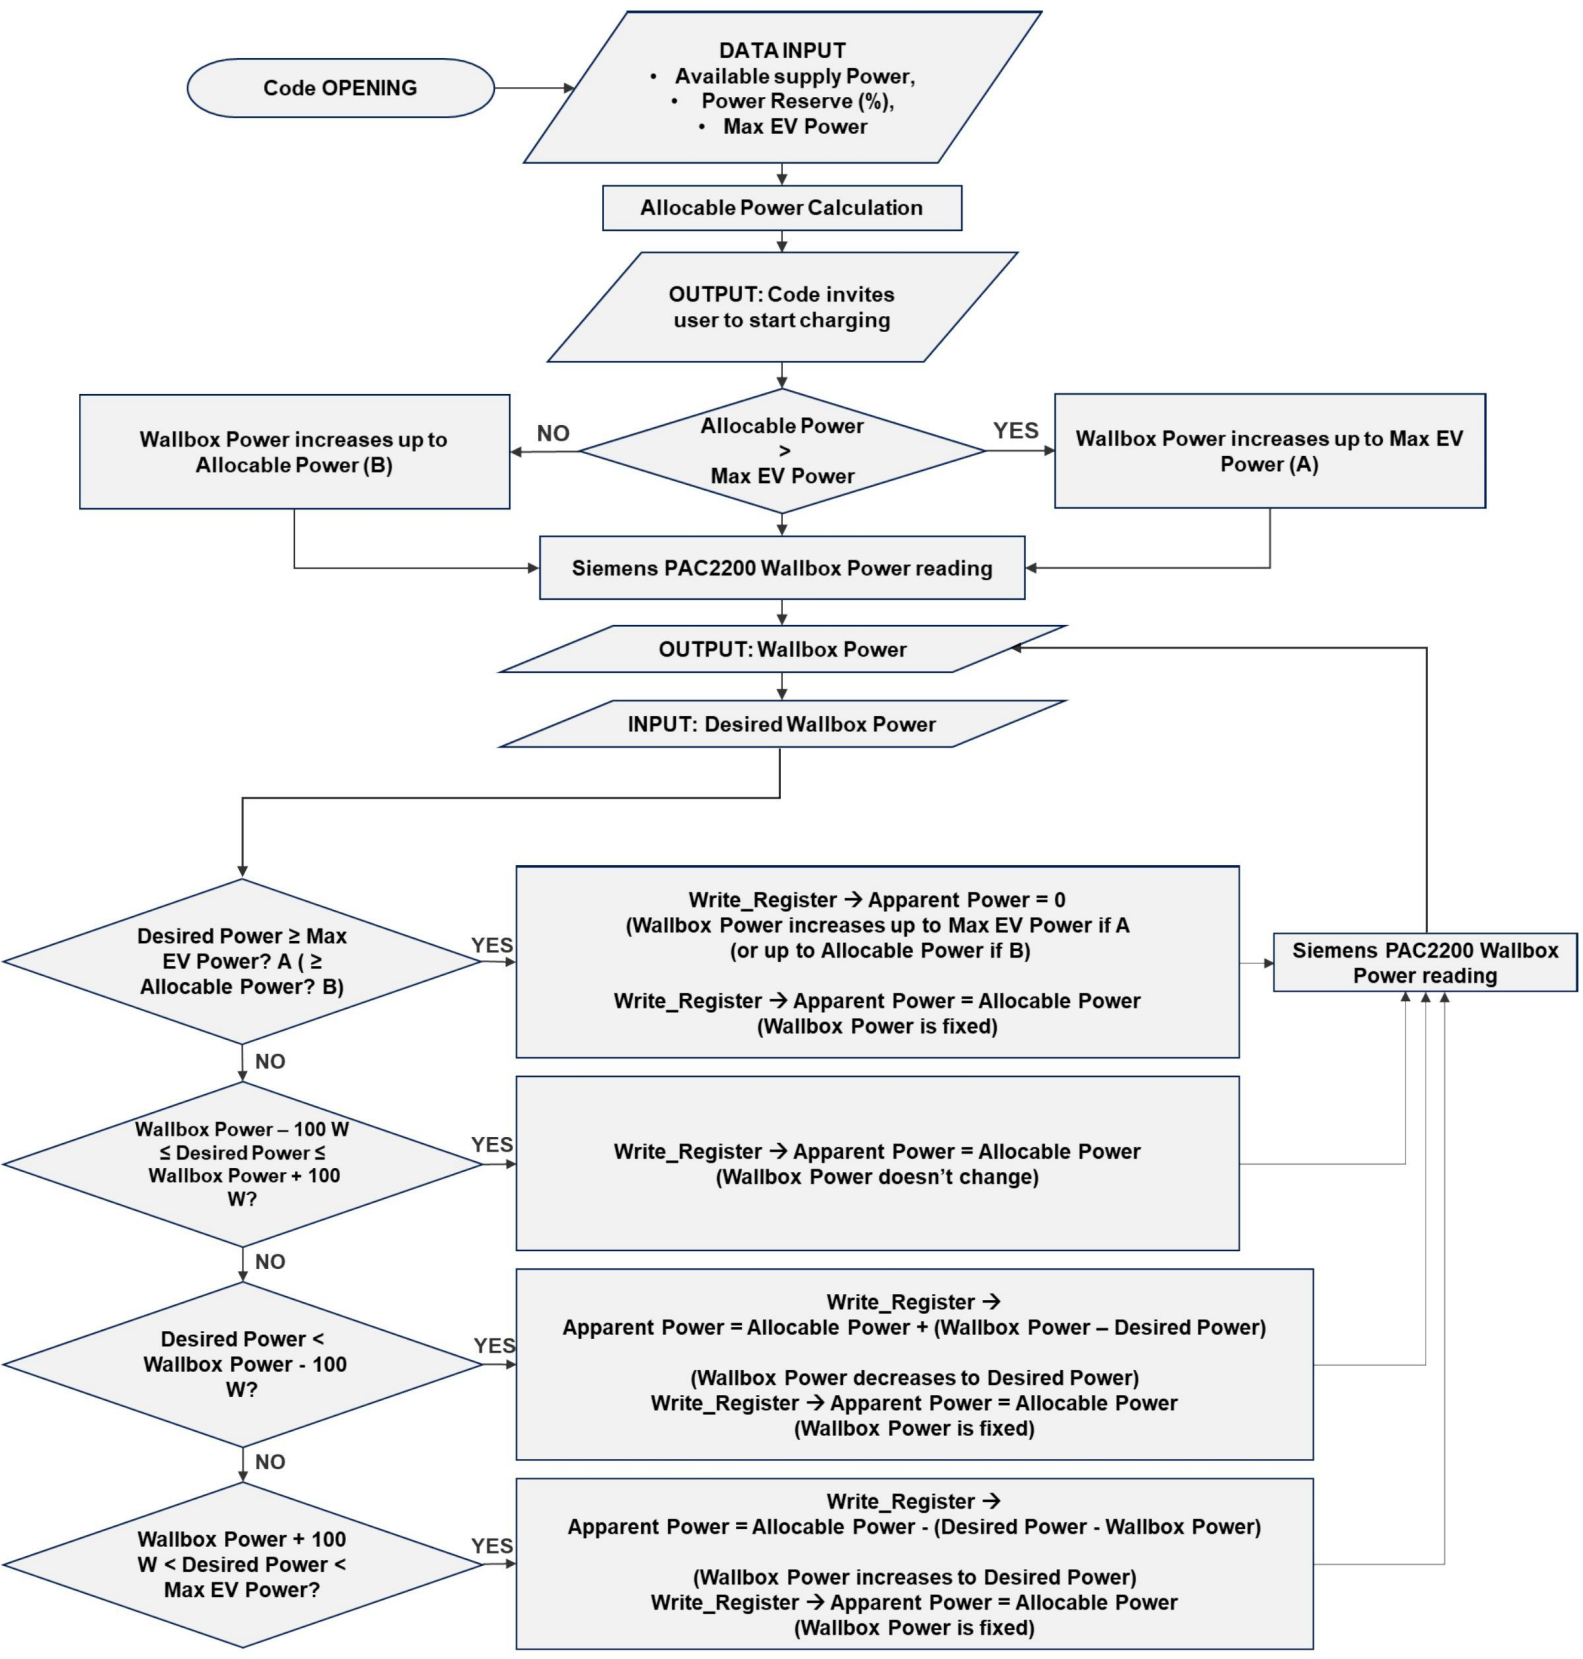 Code OPENING
DATA INPUT
• Available supply Power,
• Power Reserve (%),
• Max EV Power
Allocable Power Calculation
OUTPUT: Code invites
user to start charging
Allocable Power
>
Max EV Power
NO
YES
Wallbox Power increases up to
Allocable Power (B)
Wallbox Power increases up to Max EV
Power (A)
Siemens PAC2200 Wallbox Power reading
OUTPUT: Wallbox Power
INPUT: Desired Wallbox Power
Desired Power ≥ Max
EV Power? A ( ≥
Allocable Power? B)
YES
Write_Register → Apparent Power = 0
(Wallbox Power increases up to Max EV Power if A
(or up to Allocable Power if B)
Write_Register → Apparent Power = Allocable Power
(Wallbox Power is fixed)
Siemens PAC2200 Wallbox
Power reading
NO
Wallbox Power – 100 W
≤ Desired Power ≤
Wallbox Power + 100
W?
YES
Write_Register → Apparent Power = Allocable Power
(Wallbox Power doesn’t change)
NO
Desired Power <
Wallbox Power - 100
W?
YES
Write_Register →
Apparent Power = Allocable Power + (Wallbox Power – Desired Power)
(Wallbox Power decreases to Desired Power)
Write_Register → Apparent Power = Allocable Power
(Wallbox Power is fixed)
NO
Wallbox Power + 100
W < Desired Power <
Max EV Power?
YES
Write_Register →
Apparent Power = Allocable Power - (Desired Power - Wallbox Power)
(Wallbox Power increases to Desired Power)
Write_Register → Apparent Power = Allocable Power
(Wallbox Power is fixed)